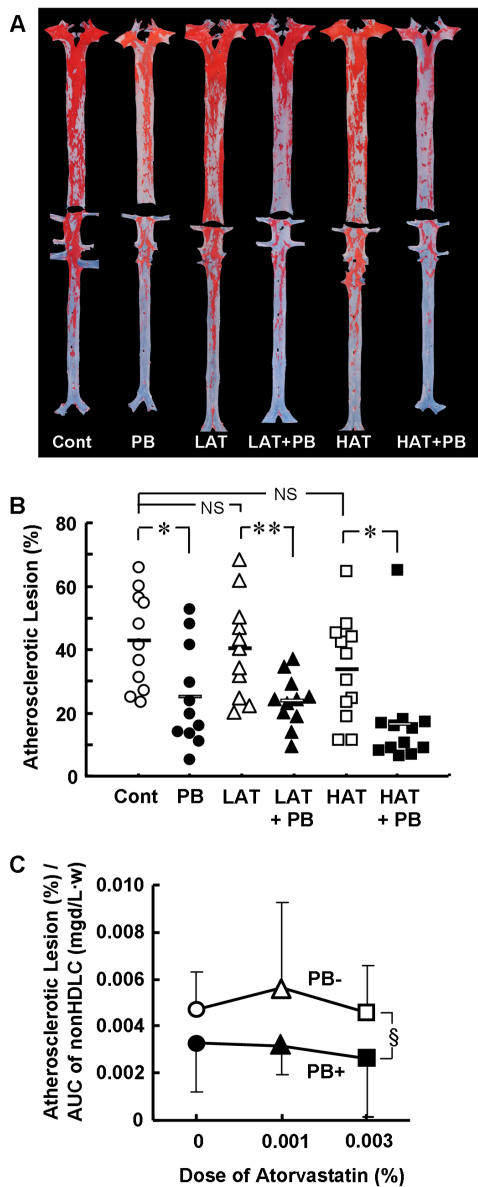 A
Cont PB LAT LAT+PB HAT HAT+PB
B
NS
NS
* ** *
Atherosclerotic Lesion (%)
80
60
40
20
0
Cont PB LAT LAT HAT HAT
+ PB + PB
C
Atherosclerotic Lesion (%) /
AUC of nonHDLC (mgd/L·w)
0.010
0.008
0.006
0.004
0.002
0
PB-
§
PB+
0 0.001 0.003
Dose of Atorvastatin (%)